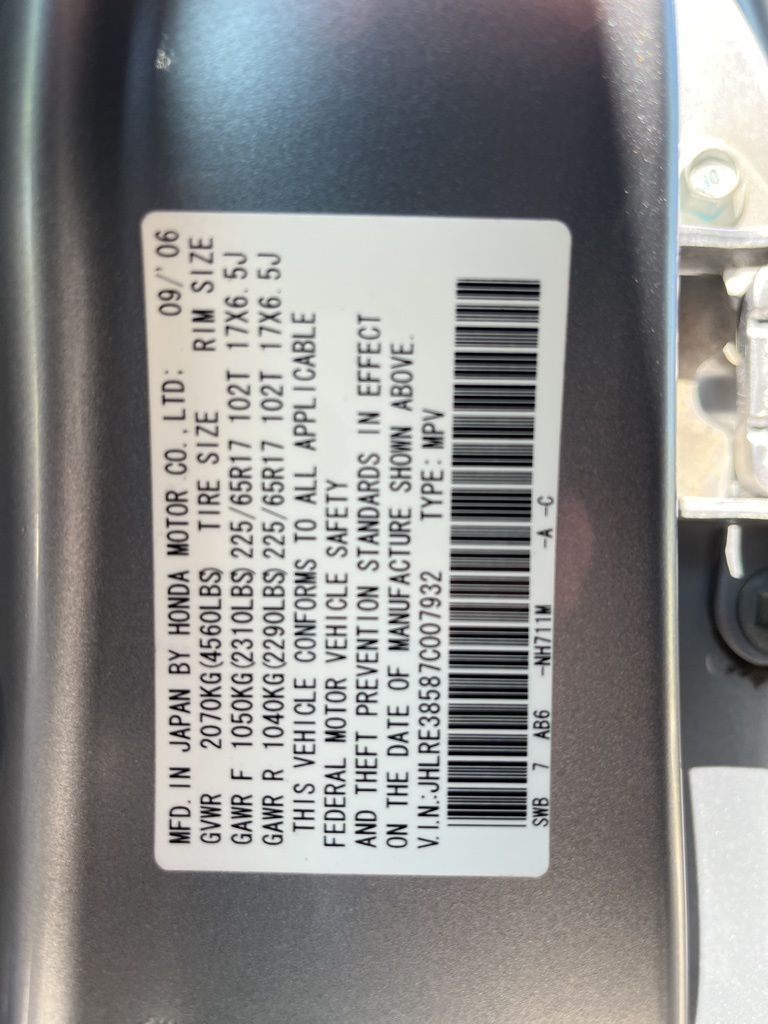 MFD. IN JAPAN BY HONDA MOTOR CO., LTD: 09/'06
GVWR 2070KG(4560LBS) TIRE SIZE RIM SIZE
GAWR F 1050KG(2310LBS)225/65R17 102T 17X6.5J
GAWR R 1040KG(2290LBS)225/65R17 102T 17X6.5J
THIS VEHICLE CONFORMS TO ALL APPLICABLE
FEDERAL MOTOR VEHICLE SAFETY
AND THEFT PREVENTION STANDARDS IN EFFECT
ON THE DATE OF MANUFACTURE SHOWN ABOVE.
V.I.N.:JHLRE38587C007932 TYPE: MPV
SWB 7 AB6 -NH711M -A -C